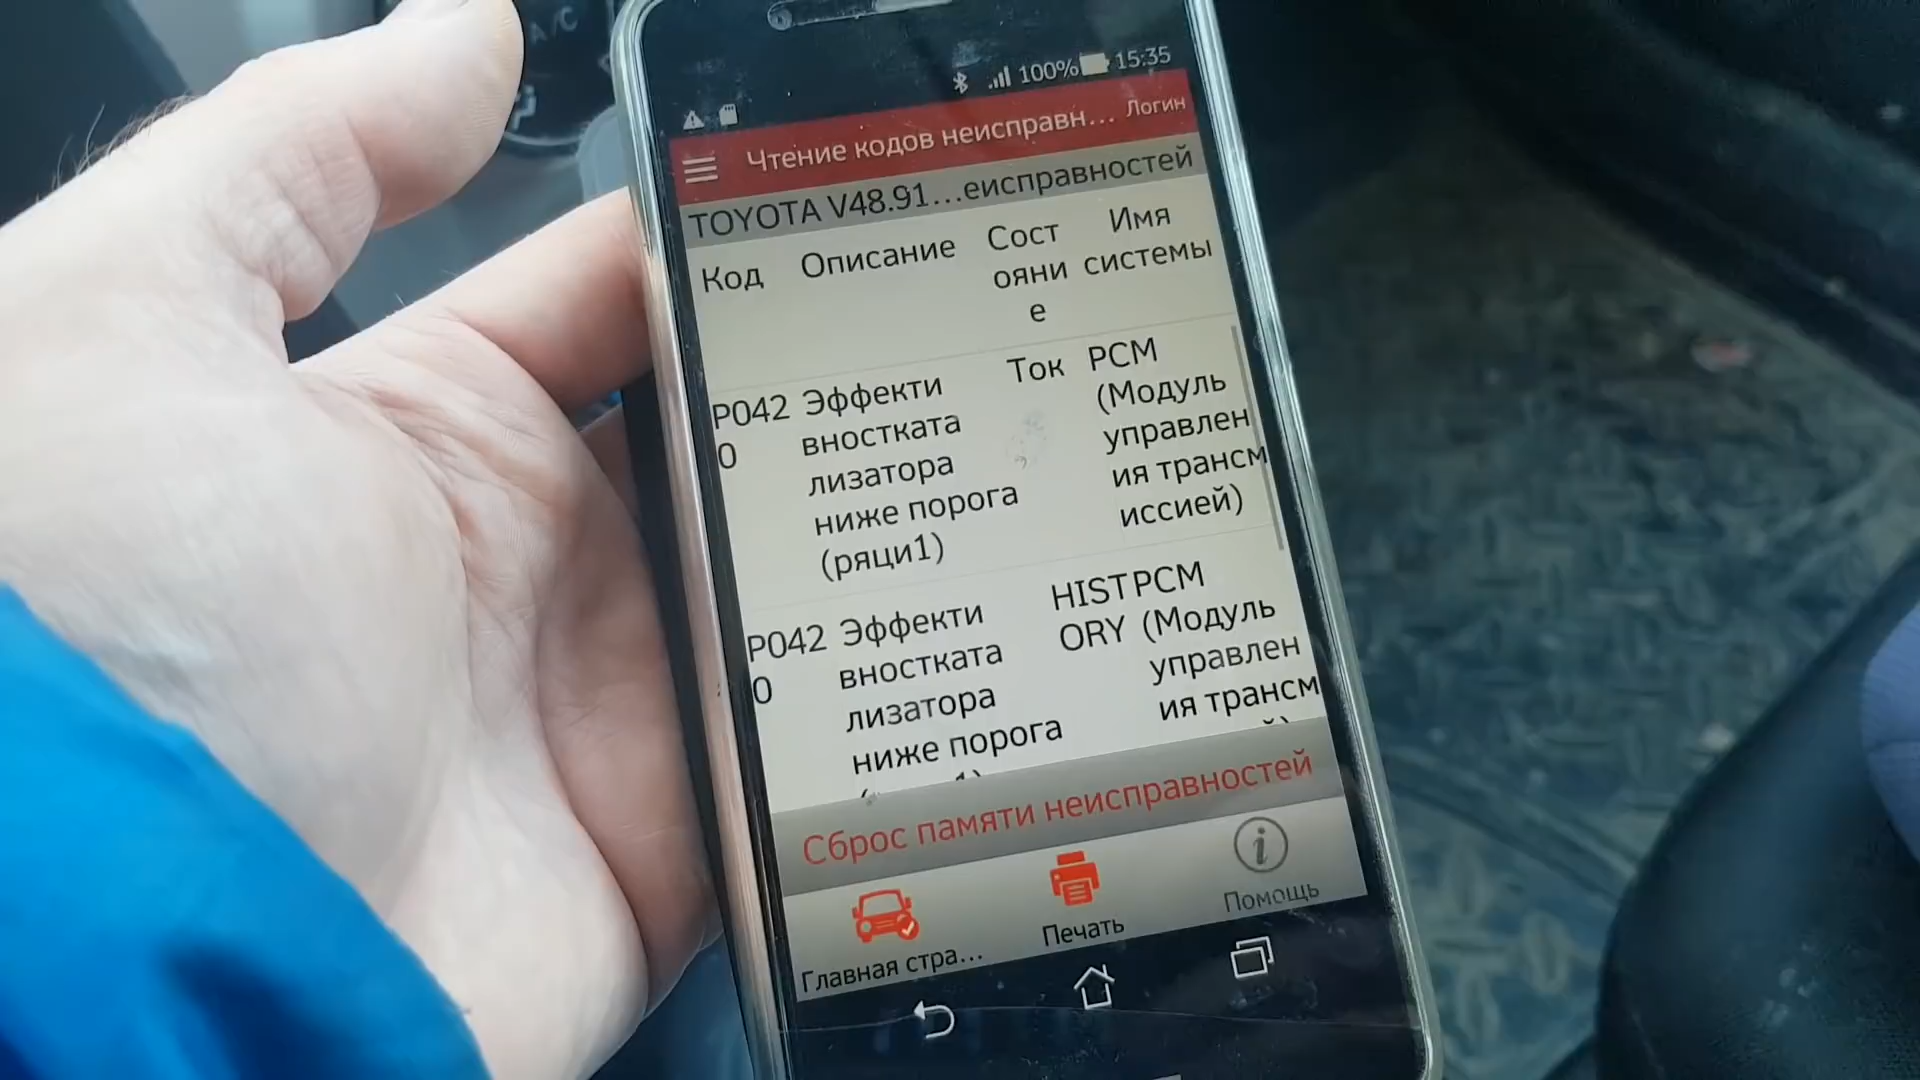 A/C
100% 15:35
Чтение кодов неисправн... Логин
TOYOTA V48.91...еисправностей
Код Описание Сост
ояни
е Имя
системы
P042
0 Эффекти
вносткata
лизатора
ниже порога
(ряци1) Ток PCM
(Модуль
управлен
ия трансм
иссией)
P042
0 Эффекти
вностката
лизатора
ниже порога HIST
ORY PCM
(Модуль
управлен
ия трансм
Сброс памяти неисправностей
Главная стра...
Печать
Помощь